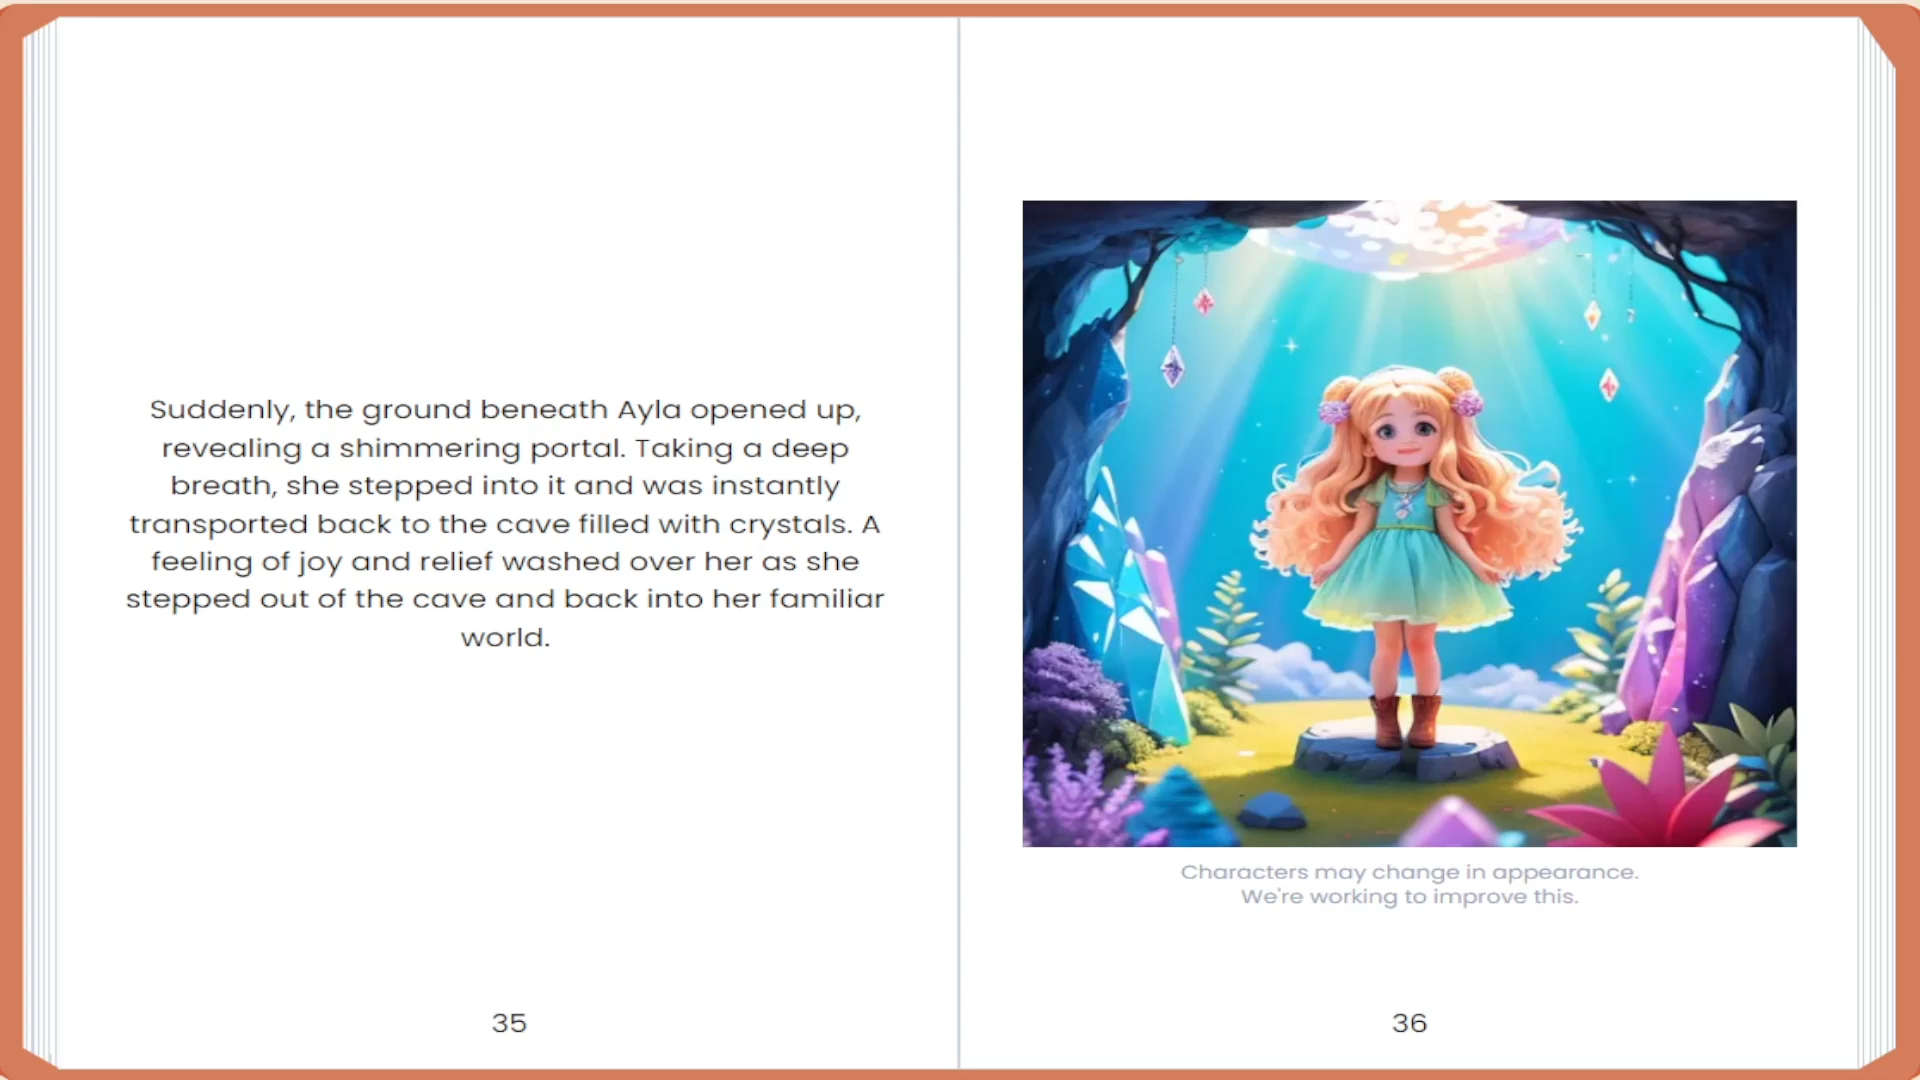 Suddenly, the ground beneath Ayla opened up,
revealing a shimmering portal. Taking a deep
breath, she stepped into it and was instantly
transported back to the cave filled with crystals. A
feeling of joy and relief washed over her as she
stepped out of the cave and back into her familiar
world.
35
Characters may change in appearance.
We're working to improve this.
36